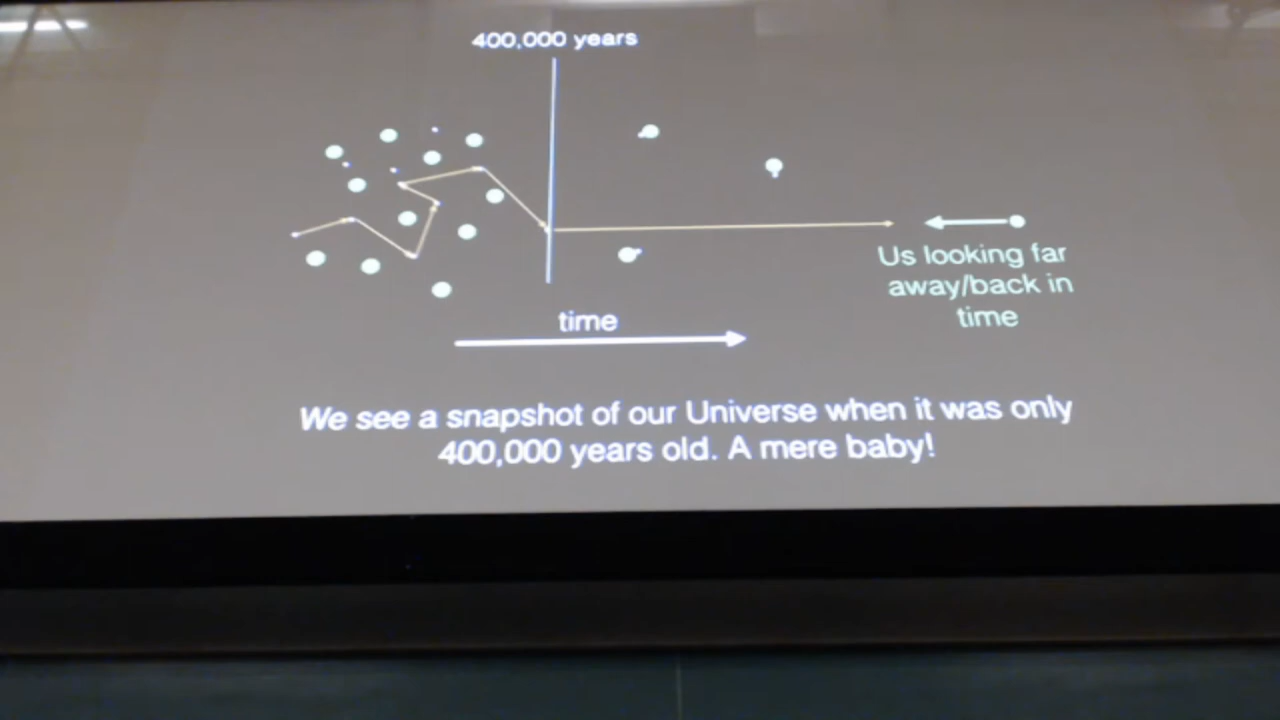 400,000 years
Us looking far
away/back in
time
time
We see a snapshot of our Universe when it was only
400,000 years old. A mere baby!